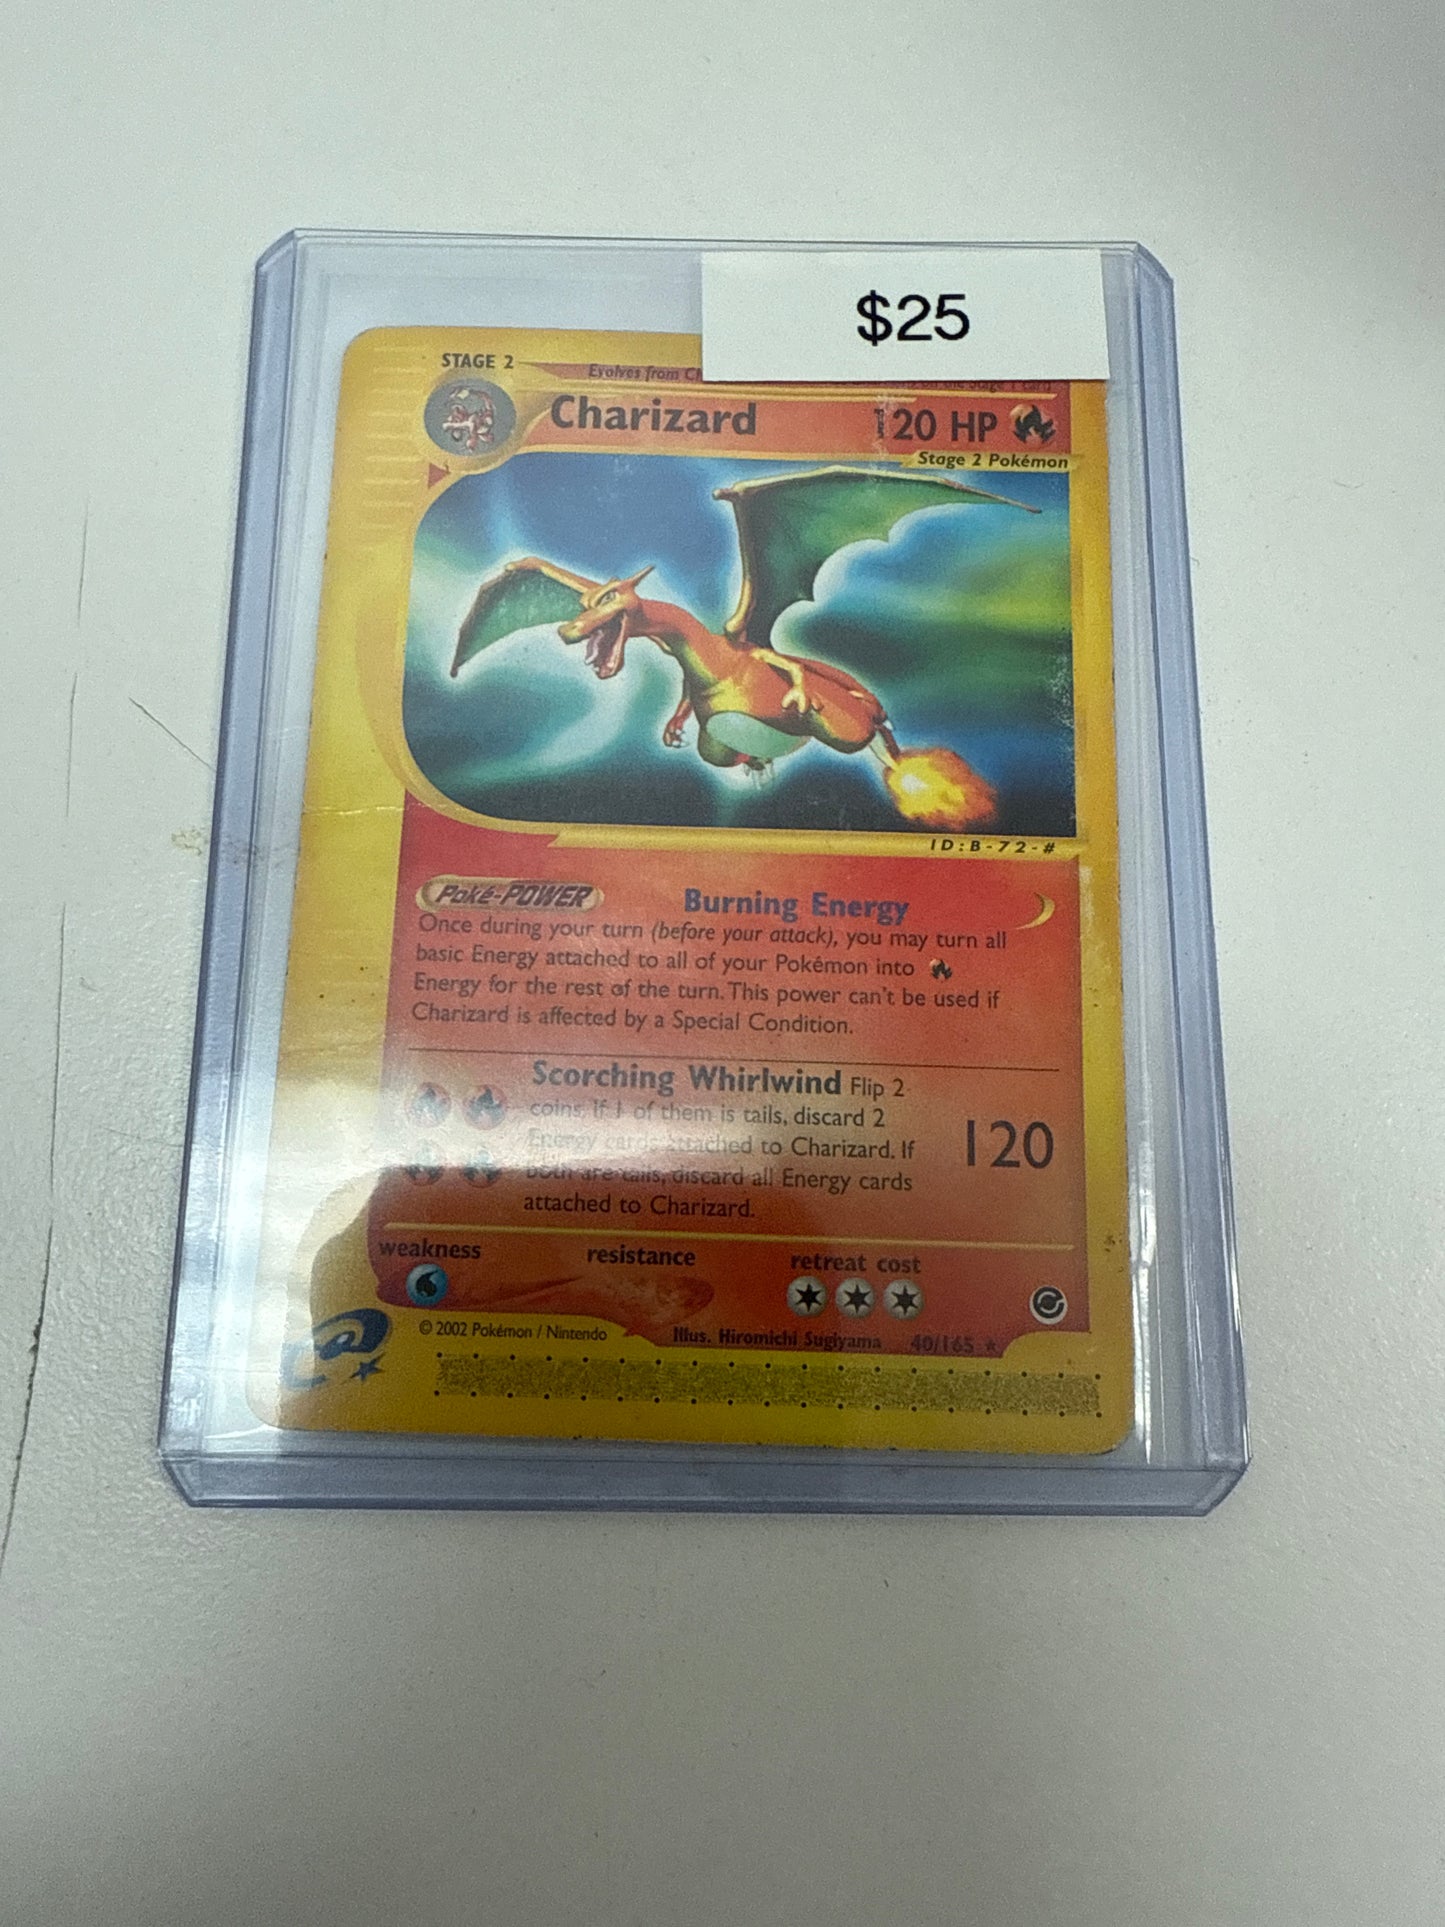 $25
STAGE 2
Evolves from
Charizard 120 HP
Stage 2 Pokémon
ID:B-72-#
Poké-POWER Burning Energy
Once during your turn (before your attack), you may turn all
basic Energy attached to all of your Pokémon into
Energy for the rest of the turn. This power can't be used if
Charizard is affected by a Special Condition.
Scorching Whirlwind Flip 2
coins. If 1 of them is tails, discard 2
Energy cards attached to Charizard. If
both are tails, discard all Energy cards
attached to Charizard.
120
weakness resistance retreat cost
© 2002 Pokémon / Nintendo Illus. Hiromichi Sugiyama 40/165 ★